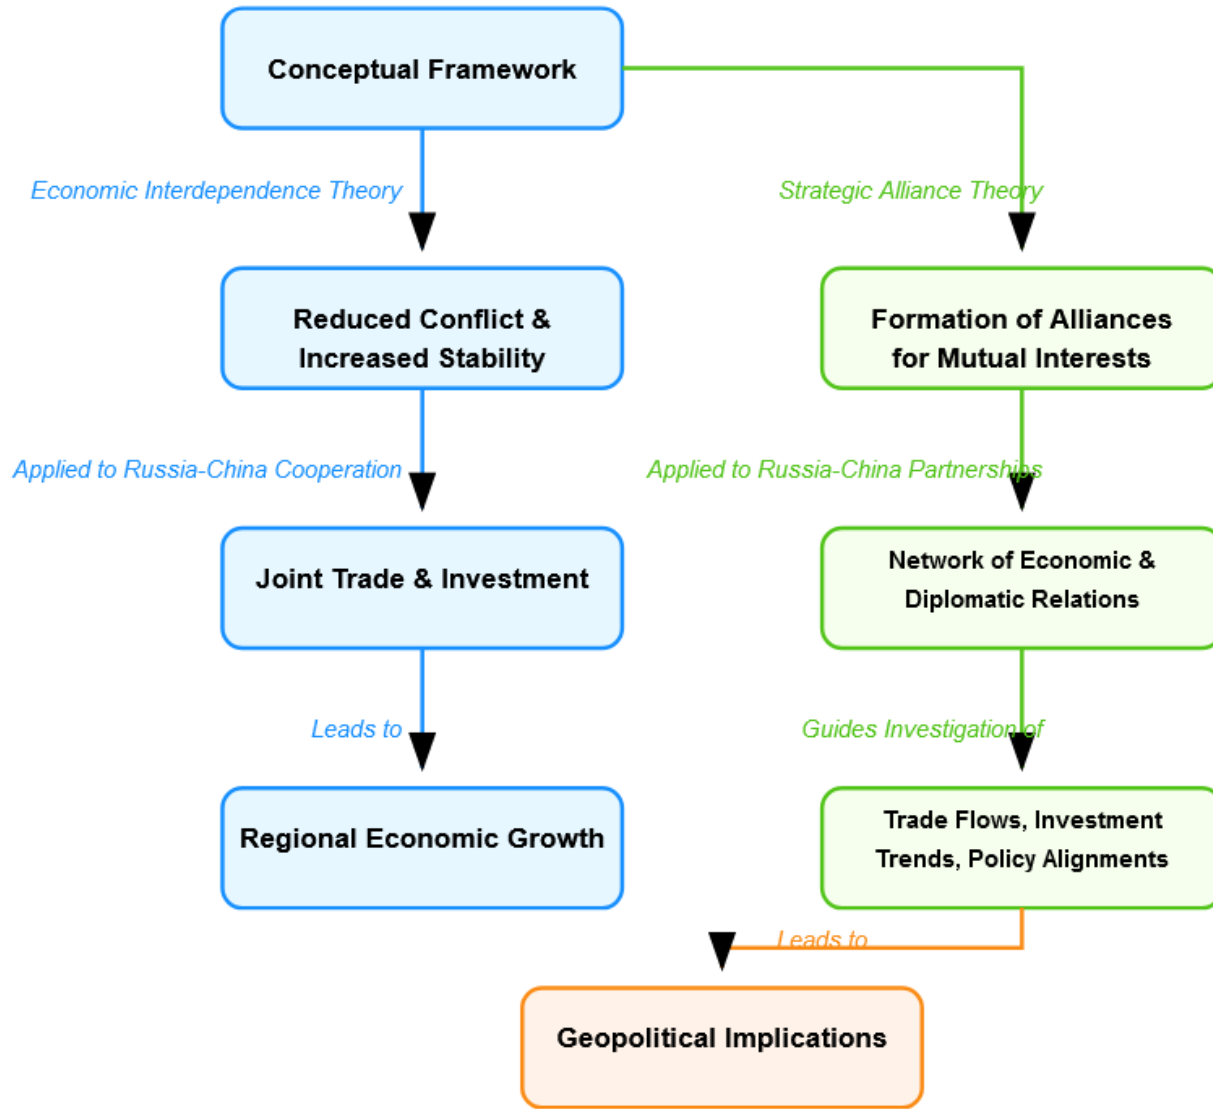 Conceptual Framework
Economic Interdependence Theory
Strategic Alliance Theory
Reduced Conflict &
Increased Stability
Formation of Alliances
for Mutual Interests
Applied to Russia-China Cooperation
Applied to Russia-China Partnerships
Joint Trade & Investment
Network of Economic &
Diplomatic Relations
Leads to
Guides Investigation of
Regional Economic Growth
Trade Flows, Investment
Trends, Policy Alignments
Leads to
Geopolitical Implications